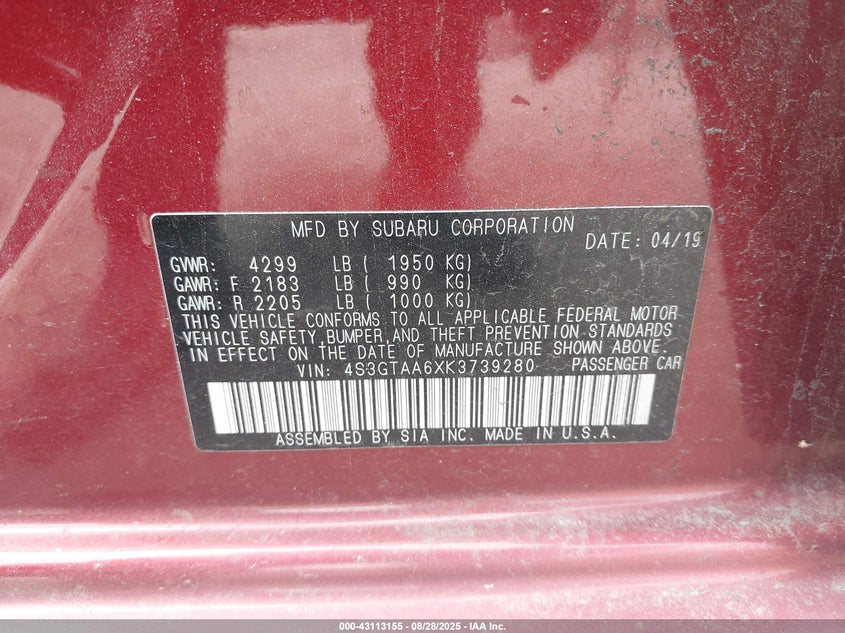 MFD BY SUBARU CORPORATION
DATE: 04/19
GVWR: 4299 LB ( 1950 KG)
GAWR: F 2183 LB ( 990 KG)
GAWR: R 2205 LB ( 1000 KG)
THIS VEHICLE CONFORMS TO ALL APPLICABLE FEDERAL MOTOR
VEHICLE SAFETY, BUMPER, AND THEFT PREVENTION STANDARDS
IN EFFECT ON THE DATE OF MANUFACTURE SHOWN ABOVE.
VIN: 4S3GTAA6XK3739280 PASSENGER CAR
ASSEMBLED BY SIA INC. MADE IN U.S.A.
000-43113155 - 08/28/2025 - IAA Inc.